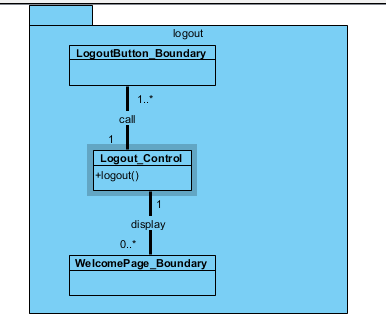 logout
LogoutButton_Boundary
1..*
call
1
Logout_Control
+logout()
1
display
0..*
WelcomePage_Boundary